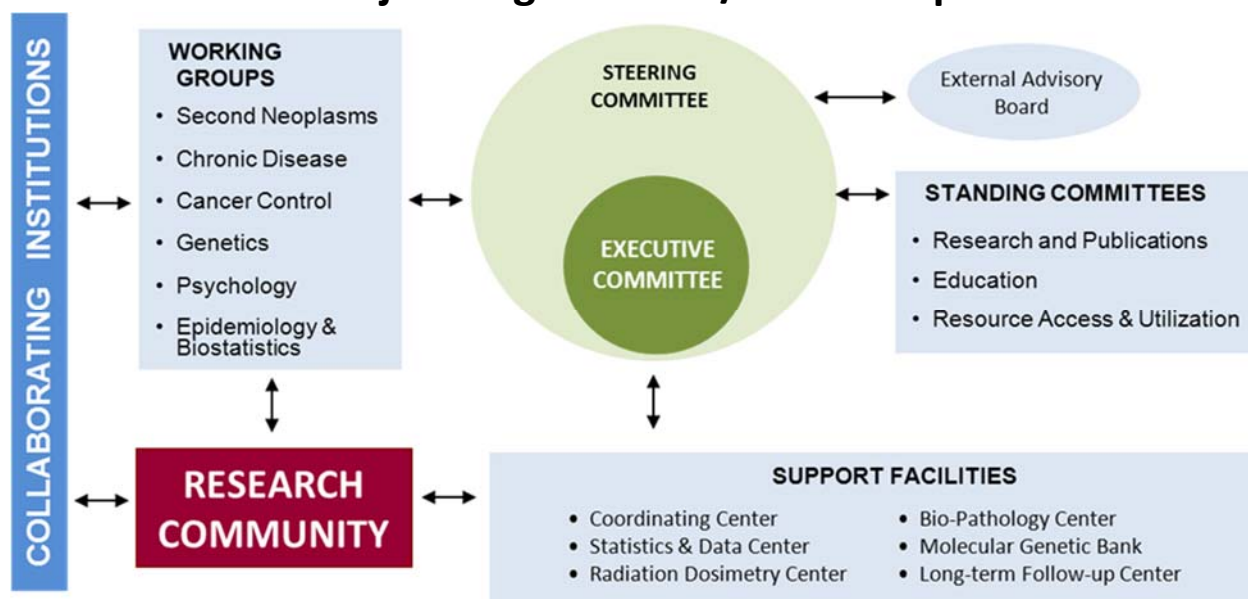 COLLABORATING INSTITUTIONS
WORKING
GROUPS
• Second Neoplasms
• Chronic Disease
• Cancer Control
• Genetics
• Psychology
• Epidemiology &
Biostatistics
STEERING
COMMITTEE
EXECUTIVE
COMMITTEE
External Advisory
Board
STANDING COMMITTEES
• Research and Publications
• Education
• Resource Access & Utilization
RESEARCH
COMMUNITY
SUPPORT FACILITIES
• Coordinating Center
• Statistics & Data Center
• Radiation Dosimetry Center
• Bio-Pathology Center
• Molecular Genetic Bank
• Long-term Follow-up Center